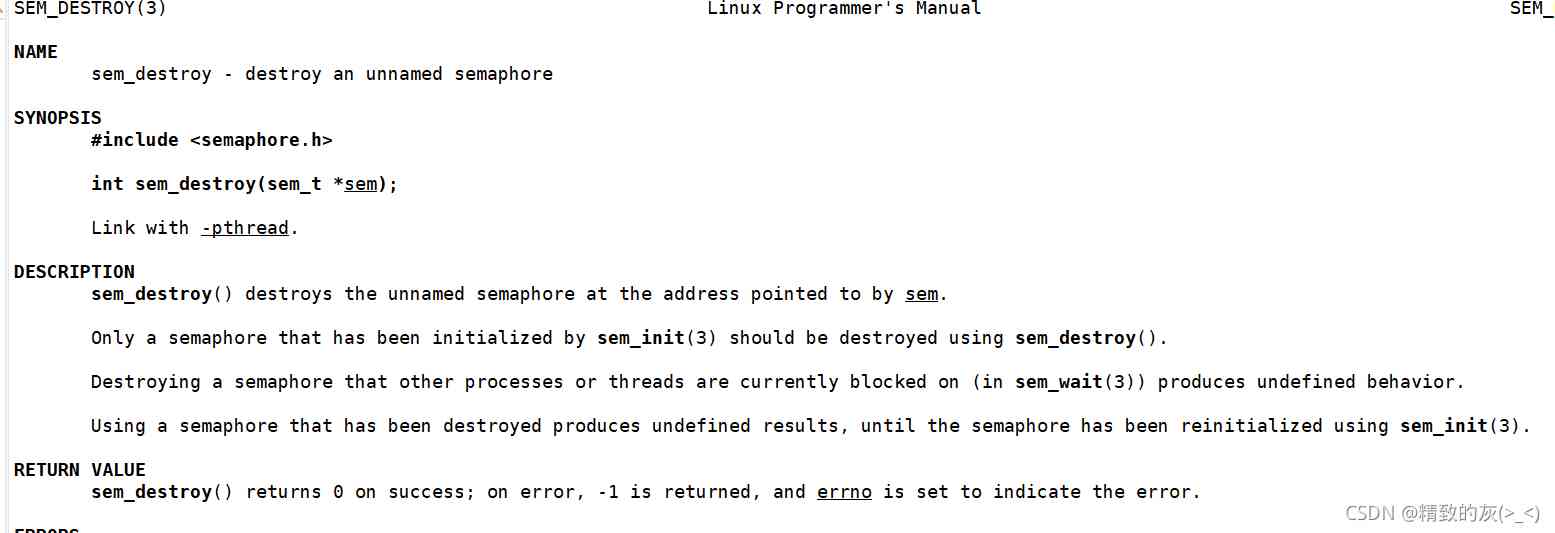 SEM_DESTROY(3) Linux Programmer's Manual SEM_
NAME
sem_destroy - destroy an unnamed semaphore
SYNOPSIS
#include <semaphore.h>
int sem_destroy(sem_t *sem);
Link with -pthread.
DESCRIPTION
sem_destroy() destroys the unnamed semaphore at the address pointed to by sem.
Only a semaphore that has been initialized by sem_init(3) should be destroyed using sem_destroy().
Destroying a semaphore that other processes or threads are currently blocked on (in sem_wait(3)) produces undefined behavior.
Using a semaphore that has been destroyed produces undefined results, until the semaphore has been reinitialized using sem_init(3).
RETURN VALUE
sem_destroy() returns 0 on success; on error, -1 is returned, and errno is set to indicate the error.
ERRORS
CSDN @精致的灰(>_<)